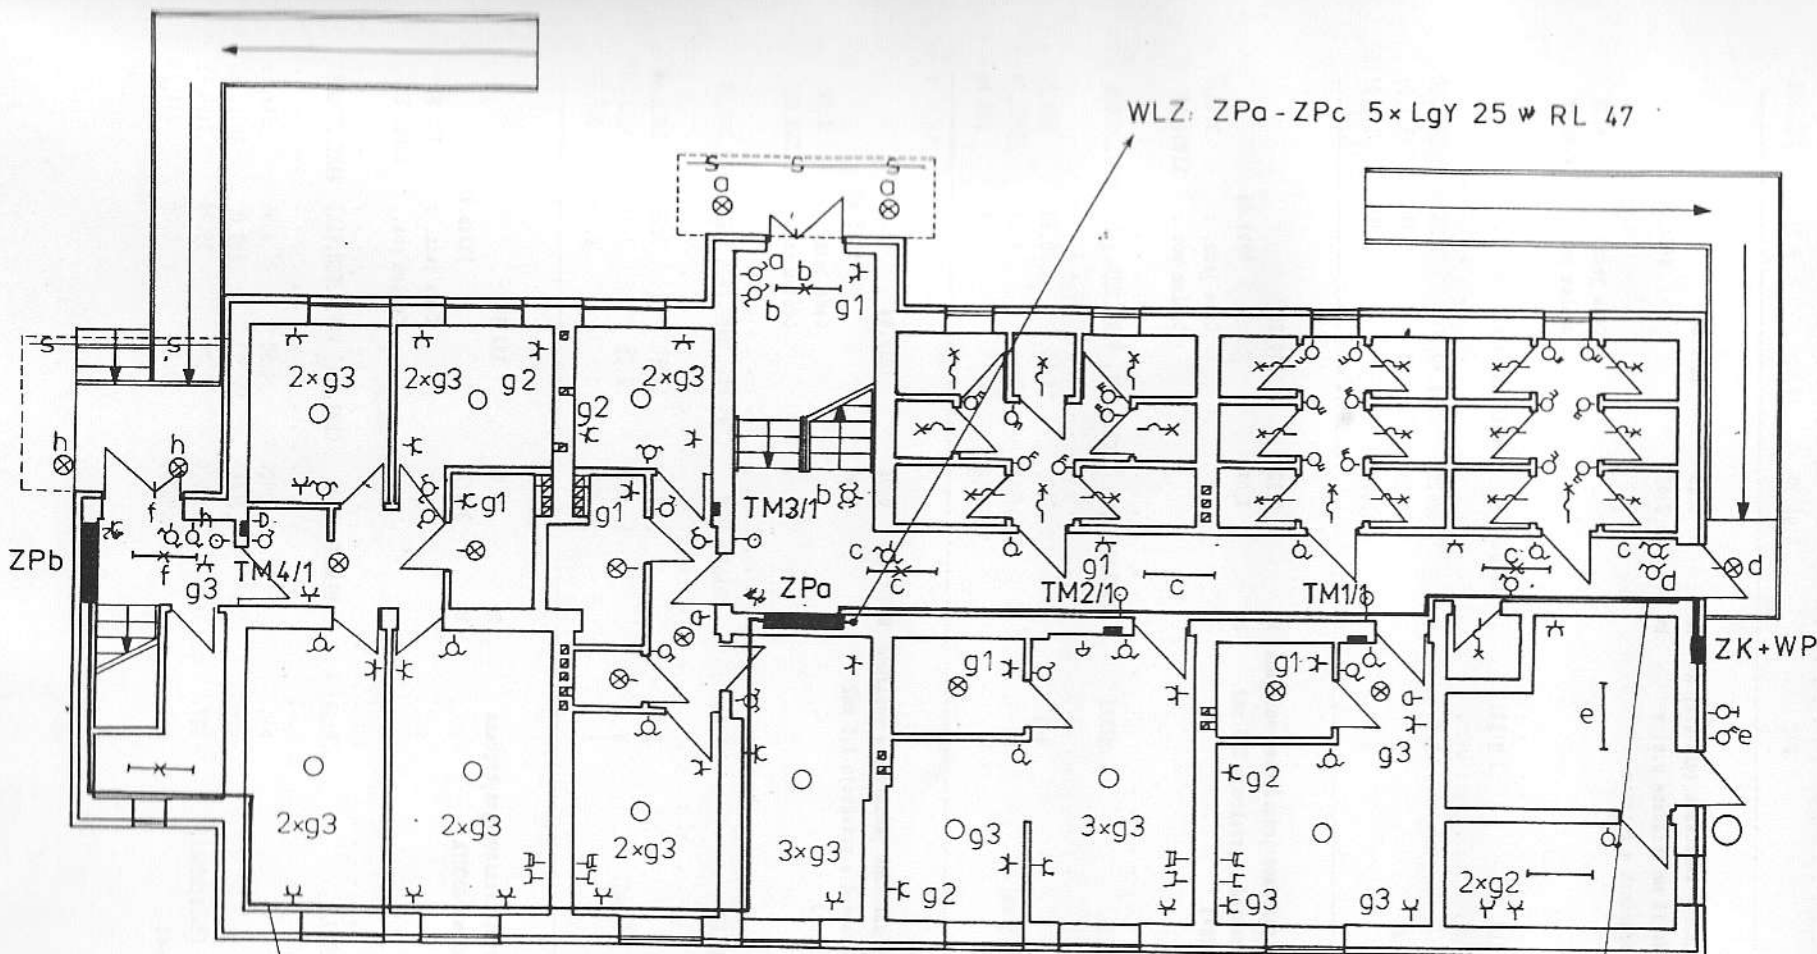 WLZ: ZPa - ZPc 5× LgY 25 w RL 47
S S S
a a
a b
b g1
S S
2×g3 2×g3 g2 2×g3
g2
h h
g1 g1 b TM3/1
f h
ZPb f TM4/1 c c c c d d
g3 g1 c
ZPa TM2/1 TM1/1
g1 g1 ZK+WP
e e
g2 g3
2×g3 2×g3 2×g3 3×g3 g3 3×g3
g2 g3 g3 2×g2